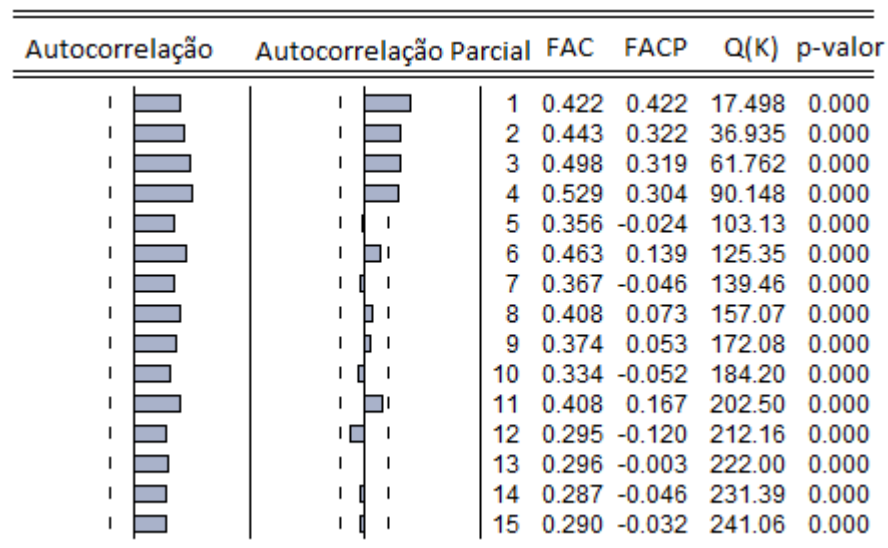 Autocorrelação Autocorrelação Parcial FAC FACP Q(K) p-valor
1 0.422 0.422 17.498 0.000
2 0.443 0.322 36.935 0.000
3 0.498 0.319 61.762 0.000
4 0.529 0.304 90.148 0.000
5 0.356 -0.024 103.13 0.000
6 0.463 0.139 125.35 0.000
7 0.367 -0.046 139.46 0.000
8 0.408 0.073 157.07 0.000
9 0.374 0.053 172.08 0.000
10 0.334 -0.052 184.20 0.000
11 0.408 0.167 202.50 0.000
12 0.295 -0.120 212.16 0.000
13 0.296 -0.003 222.00 0.000
14 0.287 -0.046 231.39 0.000
15 0.290 -0.032 241.06 0.000